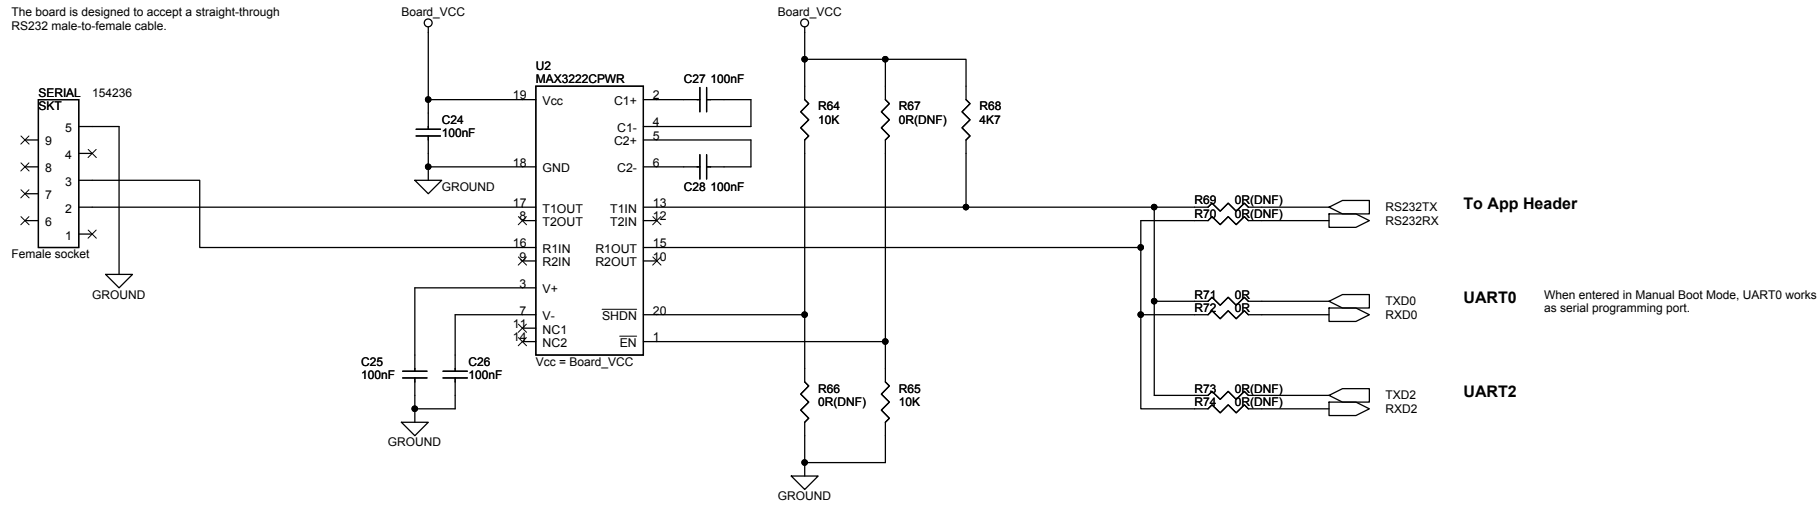 The board is designed to accept a straight-through
RS232 male-to-female cable.
Board_VCC
Board_VCC
SERIAL 154236
SKT
5
9
4
8
3
7
2
6
1
Female socket
GROUND
C24
100nF
GROUND
U2
MAX3222CPWR
19 Vcc C1+ 2
C1- 4
C2+ 5
18 GND C2- 6
17 T1OUT T1IN 13
8 T2OUT T2IN 12
16 R1IN R1OUT 15
9 R2IN R2OUT 10
3 V+
7 V- SHDN 20
11 NC1
14 NC2 EN 1
Vcc = Board_VCC
C27 100nF
C28 100nF
C25
100nF
C26
100nF
GROUND
R64
10K
R67
0R(DNF)
R68
4K7
R66
0R(DNF)
R65
10K
GROUND
R69 0R(DNF) RS232TX To App Header
R70 0R(DNF) RS232RX
R71 0R TXD0 UART0
R72 0R RXD0
When entered in Manual Boot Mode, UART0 works
as serial programming port.
R73 0R(DNF) TXD2 UART2
R74 0R(DNF) RXD2